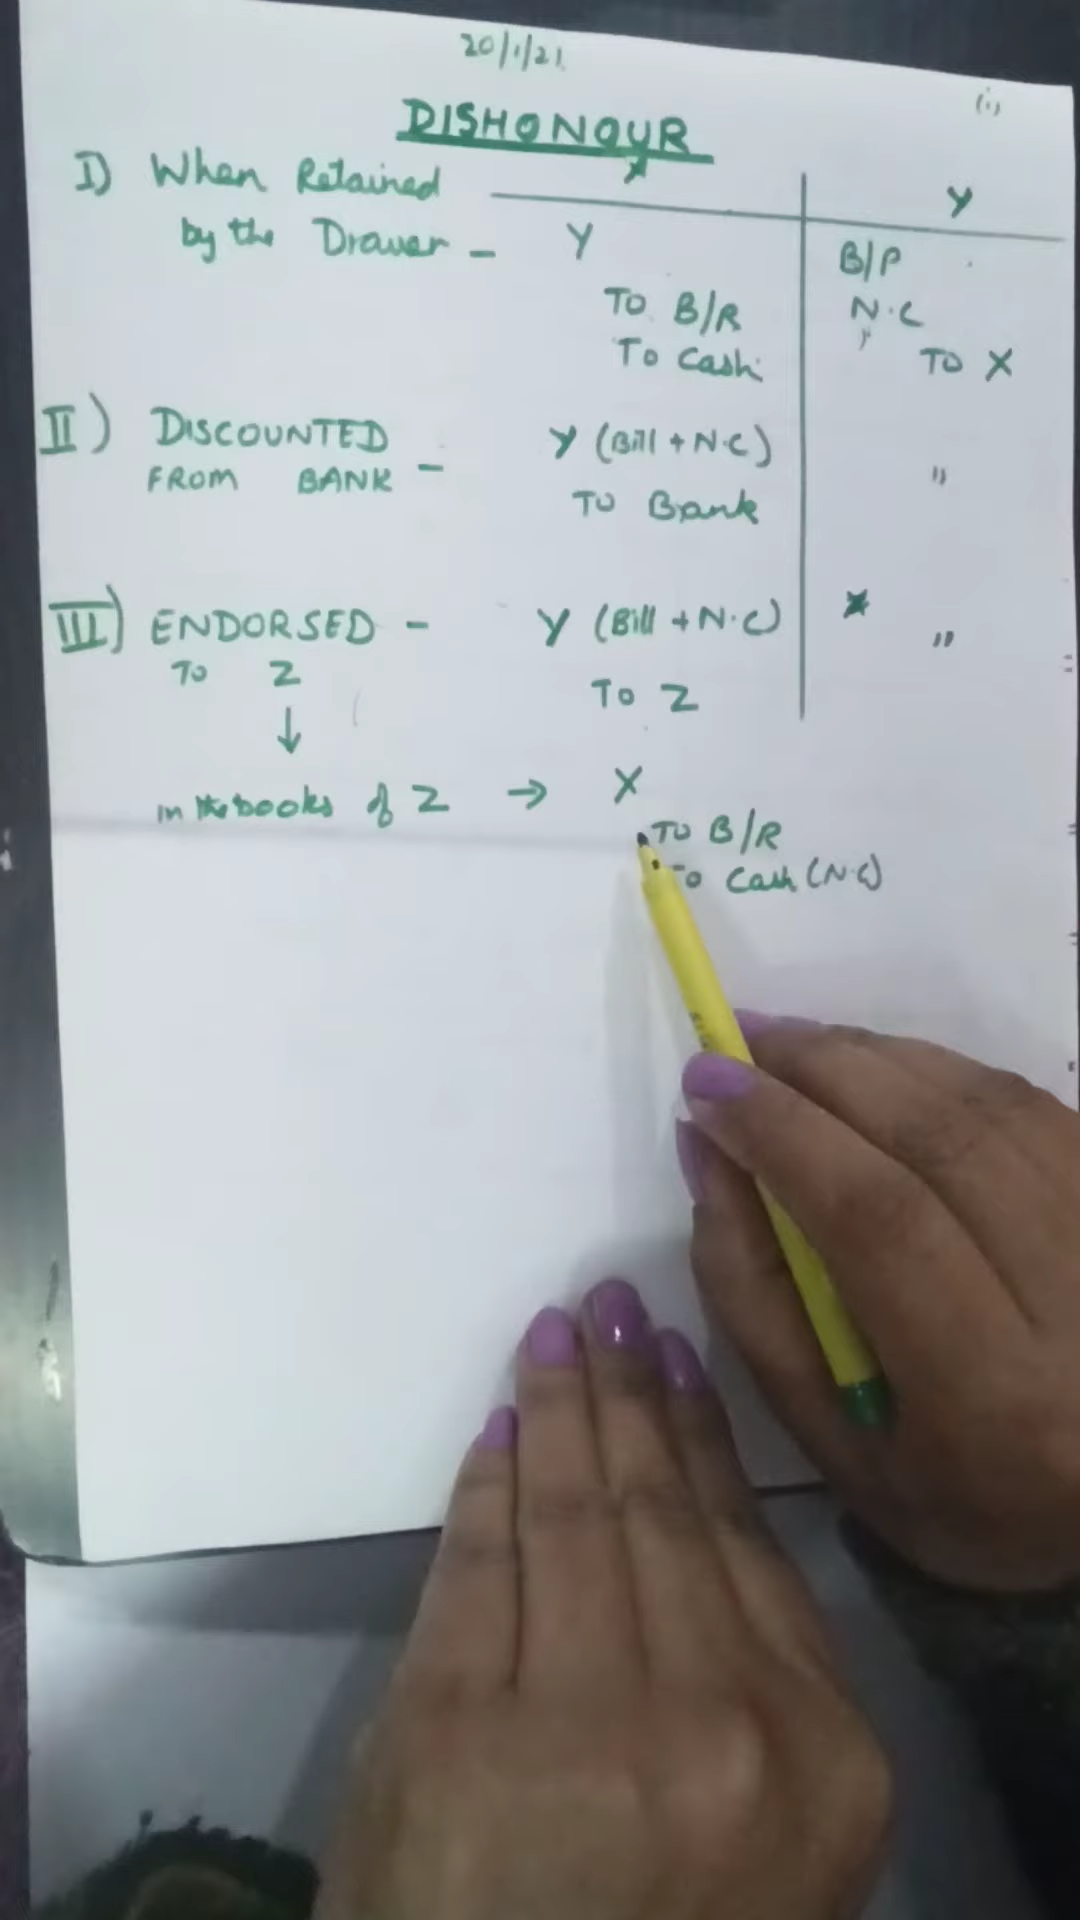 20/1/21
(i)
DISHONOUR
I) When Retained X Y
by the Drawer - Y B/P
To B/R N.C
To Cash To X
II) DISCOUNTED Y (Bill + N.C)
FROM BANK - "
To Bank
III) ENDORSED - Y (Bill + N.C) "
To Z To Z
↓
in the books of Z → X
To B/R
To Cash (N.C)